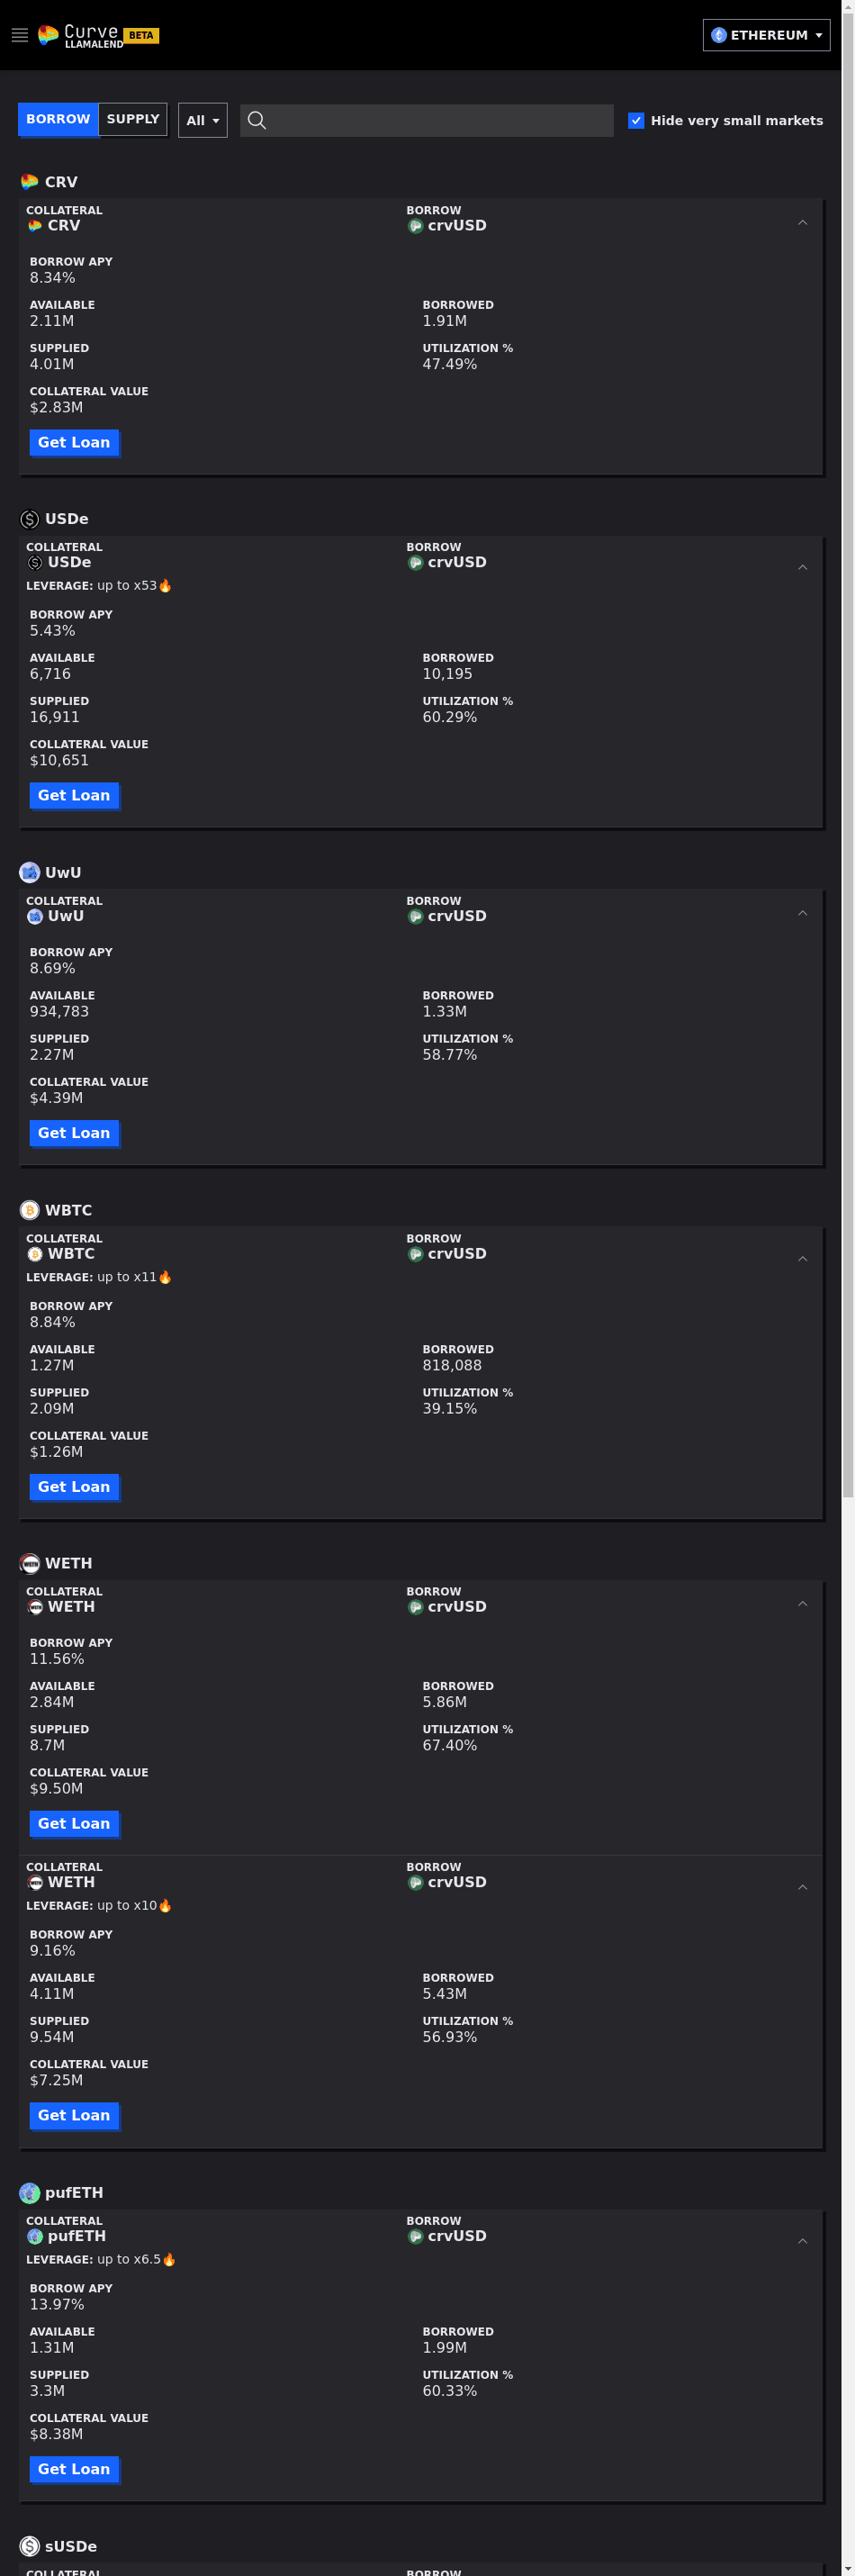 Curve
LLAMALEND BETA
ETHEREUM
BORROW SUPPLY All Hide very small markets
CRV
COLLATERAL BORROW
CRV crvUSD
BORROW APY
8.34%
AVAILABLE BORROWED
2.11M 1.91M
SUPPLIED UTILIZATION %
4.01M 47.49%
COLLATERAL VALUE
$2.83M
Get Loan
USDe
COLLATERAL BORROW
USDe crvUSD
LEVERAGE: up to x53🔥
BORROW APY
5.43%
AVAILABLE BORROWED
6,716 10,195
SUPPLIED UTILIZATION %
16,911 60.29%
COLLATERAL VALUE
$10,651
Get Loan
UwU
COLLATERAL BORROW
UwU crvUSD
BORROW APY
8.69%
AVAILABLE BORROWED
934,783 1.33M
SUPPLIED UTILIZATION %
2.27M 58.77%
COLLATERAL VALUE
$4.39M
Get Loan
WBTC
COLLATERAL BORROW
WBTC crvUSD
LEVERAGE: up to x11🔥
BORROW APY
8.84%
AVAILABLE BORROWED
1.27M 818,088
SUPPLIED UTILIZATION %
2.09M 39.15%
COLLATERAL VALUE
$1.26M
Get Loan
WETH
COLLATERAL BORROW
WETH crvUSD
BORROW APY
11.56%
AVAILABLE BORROWED
2.84M 5.86M
SUPPLIED UTILIZATION %
8.7M 67.40%
COLLATERAL VALUE
$9.50M
Get Loan
COLLATERAL BORROW
WETH crvUSD
LEVERAGE: up to x10🔥
BORROW APY
9.16%
AVAILABLE BORROWED
4.11M 5.43M
SUPPLIED UTILIZATION %
9.54M 56.93%
COLLATERAL VALUE
$7.25M
Get Loan
pufETH
COLLATERAL BORROW
pufETH crvUSD
LEVERAGE: up to x6.5🔥
BORROW APY
13.97%
AVAILABLE BORROWED
1.31M 1.99M
SUPPLIED UTILIZATION %
3.3M 60.33%
COLLATERAL VALUE
$8.38M
Get Loan
sUSDe
COLLATERAL BORROW